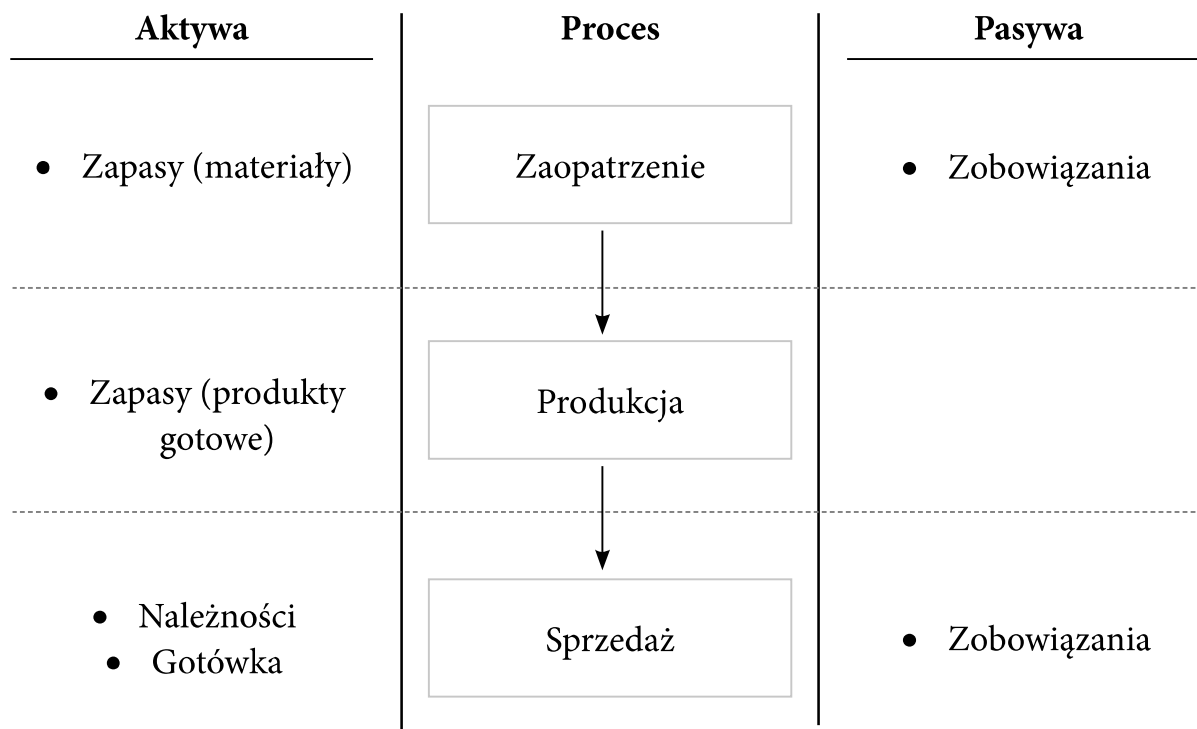 Aktywa
Proces
Pasywa
• Zapasy (materiały)
Zaopatrzenie
• Zobowiązania
• Zapasy (produkty
gotowe)
Produkcja
• Należności
• Gotówka
Sprzedaż
• Zobowiązania